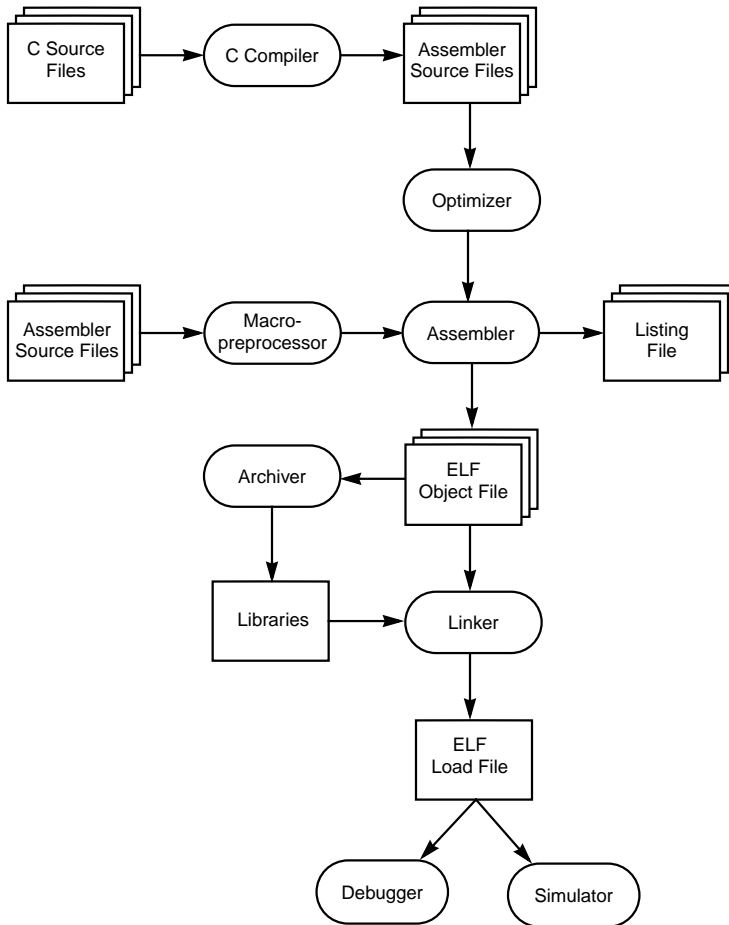 C Source
Files
C Compiler
Assembler
Source Files
Optimizer
Assembler
Source Files
Macro-
preprocessor
Assembler
Listing
File
Archiver
ELF
Object File
Libraries
Linker
ELF
Load File
Debugger
Simulator